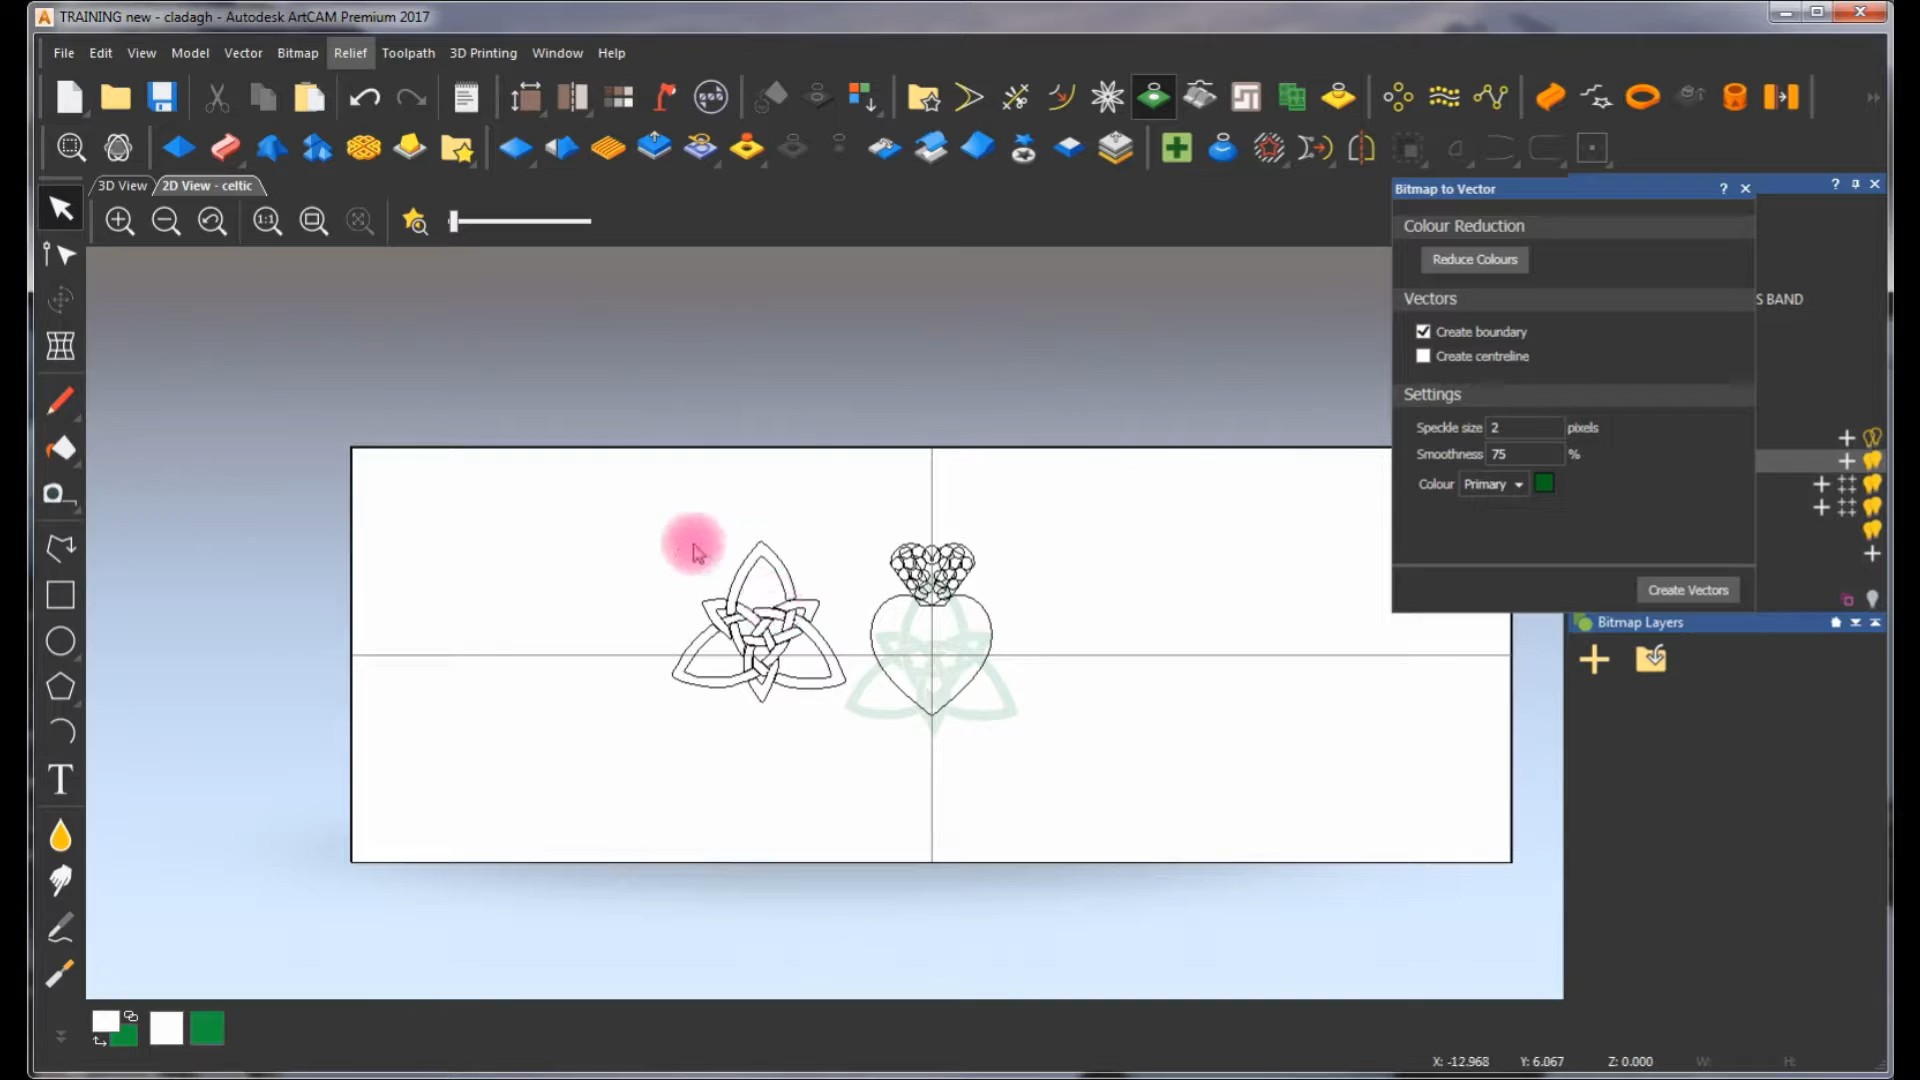 TRAINING new - cladagh - Autodesk ArtCAM Premium 2017
File Edit View Model Vector Bitmap Relief Toolpath 3D Printing Window Help
3D View 2D View - celtic
1:1
Bitmap to Vector ? ×
Colour Reduction
Reduce Colours
Vectors
S BAND
Create boundary
Create centreline
Settings
Speckle size 2 pixels
Smoothness 75 %
Colour Primary
Create Vectors
Bitmap Layers
T
X: -12.968 Y: 6.067 Z: 0.000 W: H: